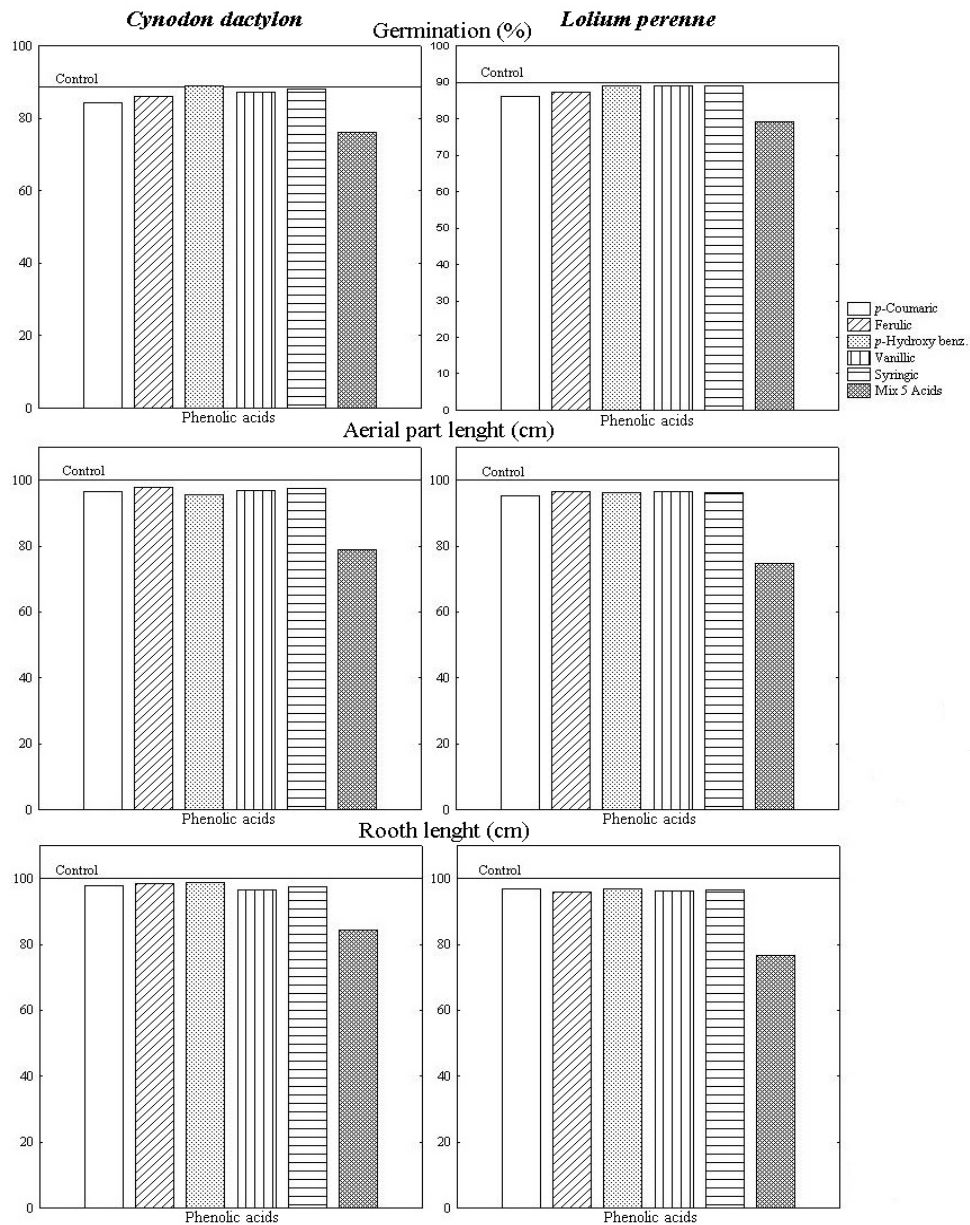 Cynodon dactylon
Lolium perenne
Germination (%)
100
80
60
40
20
0
Control
Phenolic acids
100
90
80
70
60
50
40
30
20
10
0
Control
Phenolic acids
p-Coumaric
Ferulic
p-Hydroxy benz.
Vanillic
Syringic
Mix 5 Acids
Aerial part lenght (cm)
100
80
60
40
20
0
Control
Phenolic acids
100
80
60
40
20
0
Control
Phenolic acids
Rooth lenght (cm)
100
80
60
40
20
0
Control
Phenolic acids
100
80
60
40
20
0
Control
Phenolic acids